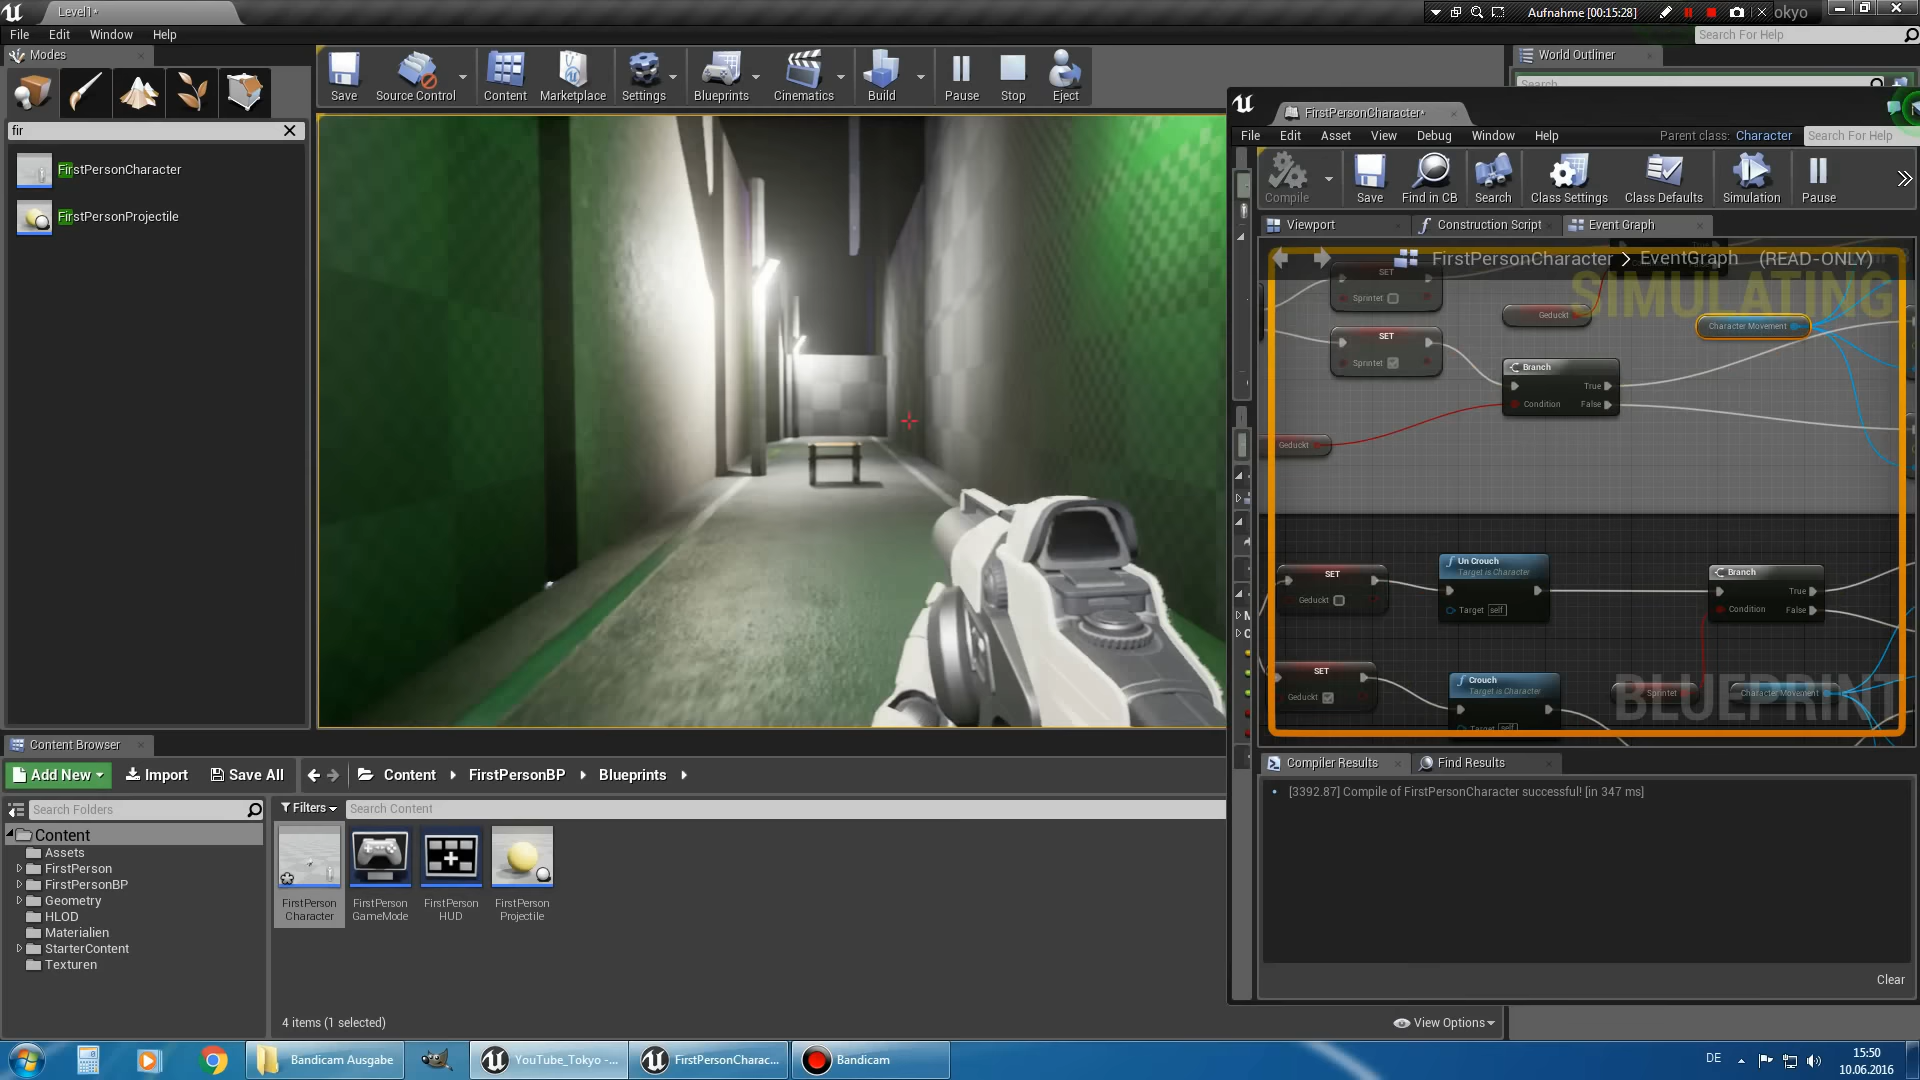 Level1*
Aufnahme [00:15:28]
okyo
File Edit Window Help
Search For Help
Modes
World Outliner
Search
Save
Source Control
Content
Marketplace
Settings
Blueprints
Cinematics
Build
Pause
Stop
Eject
fir
FirstPersonCharacter
FirstPersonProjectile
FirstPersonCharacter*
File Edit Asset View Debug Window Help
Parent class: Character
Search For Help
Compile
Save
Find in CB
Search
Class Settings
Class Defaults
Simulation
Pause
Viewport
Construction Script
Event Graph
FirstPersonCharacter > EventGraph (READ-ONLY)
SIMULATING
SET
Sprintet
Geduckt
Character Movement
SET
Sprintet
Branch
True
Condition
False
Geduckt
SET
Geduckt
Un Crouch
Target is Character
Target self
Branch
True
Condition
False
SET
Geduckt
Crouch
Target is Character
Target self
Sprintet
Character Movement
BLUEPRINT
Compiler Results
Find Results
[3392.87] Compile of FirstPersonCharacter successful! [in 347 ms]
Clear
Content Browser
Add New
Import
Save All
Content
FirstPersonBP
Blueprints
Search Folders
Filters
Search Content
Content
Assets
FirstPerson
FirstPersonBP
Geometry
HLOD
Materialien
StarterContent
Texturen
FirstPerson
Character
FirstPerson
GameMode
FirstPerson
HUD
FirstPerson
Projectile
4 items (1 selected)
View Options
Bandicam Ausgabe
YouTube_Tokyo -...
FirstPersonCharac...
Bandicam
DE
15:50
10.06.2016